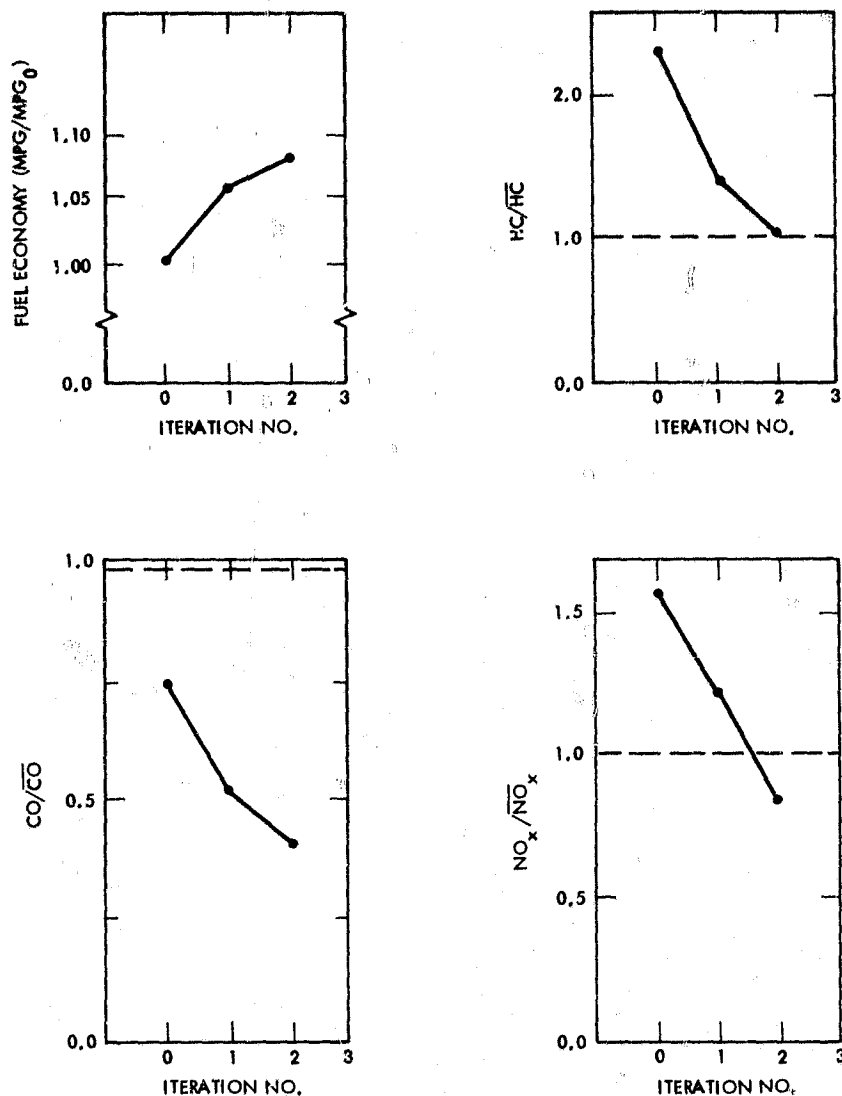 FUEL ECONOMY (MPG/MPG₀)
1.10
1.05
1.00
0.0
0 1 2 3
ITERATION NO.
HC/H̅C̅
2.0
1.0
0.0
0 1 2 3
ITERATION NO.
CO/C̅O̅
1.0
0.5
0.0
0 1 2 3
ITERATION NO.
NOₓ/N̅O̅ₓ
1.5
1.0
0.5
0.0
0 1 2 3
ITERATION NO.